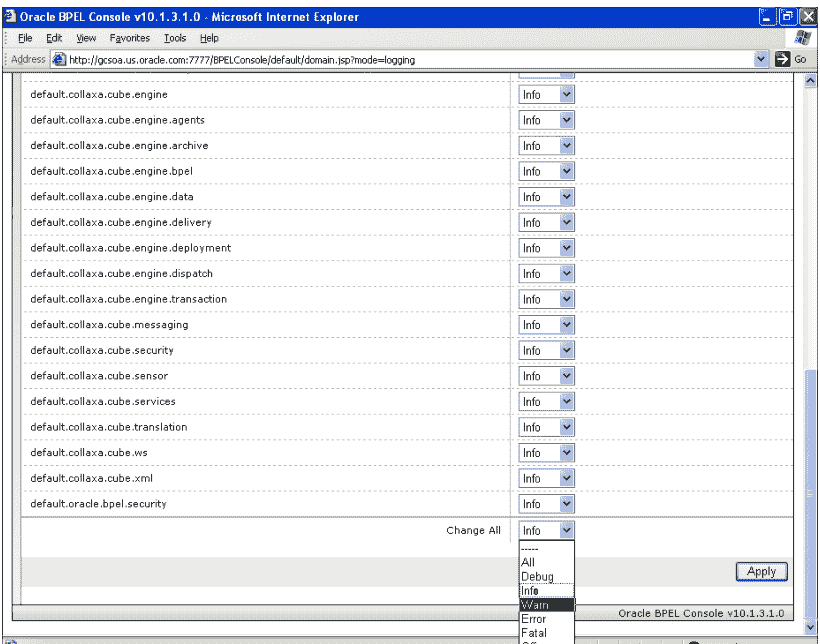 Oracle BPEL Console v10.1.3.1.0 - Microsoft Internet Explorer
File Edit View Favorites Tools Help
Address http://gcsoa.us.oracle.com:7777/BPELConsole/default/domain.jsp?mode=logging Go
default.collaxa.cube.engine Info
default.collaxa.cube.engine.agents Info
default.collaxa.cube.engine.archive Info
default.collaxa.cube.engine.bpel Info
default.collaxa.cube.engine.data Info
default.collaxa.cube.engine.delivery Info
default.collaxa.cube.engine.deployment Info
default.collaxa.cube.engine.dispatch Info
default.collaxa.cube.engine.transaction Info
default.collaxa.cube.messaging Info
default.collaxa.cube.security Info
default.collaxa.cube.sensor Info
default.collaxa.cube.services Info
default.collaxa.cube.translation Info
default.collaxa.cube.ws Info
default.collaxa.cube.xml Info
default.oracle.bpel.security Info
Change All Info
-----
All
Debug
Info
Warn
Error
Fatal
Apply
Oracle BPEL Console v10.1.3.1.0